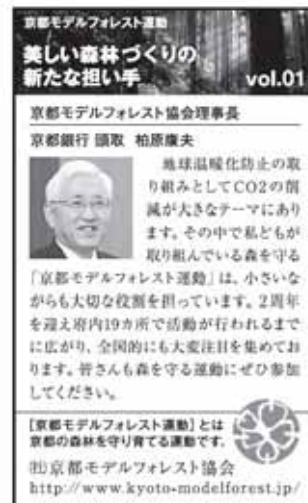 京都モデルフォレスト運動
美しい森林づくりの
新たな担い手
vol.01
京都モデルフォレスト協会理事長
京都銀行 頭取 柏原康夫
地球温暖化防止の取
り組みとしてCO2の削
減が大きなテーマにあり
ます。その中で私どもが
取り組んでいる森を守る
「京都モデルフォレスト運動」は、小さいな
がらも大切な役割を担っています。2周年
を迎え府内19ヵ所で活動が行われるまで
に広がり、全国的にも大変注目を集めてお
ります。皆さんも森を守る運動にぜひ参加
してください。
[京都モデルフォレスト運動]とは
京都の森林を守り育てる運動です。
㈳京都モデルフォレスト協会
http://www.kyoto-modelforest.jp/